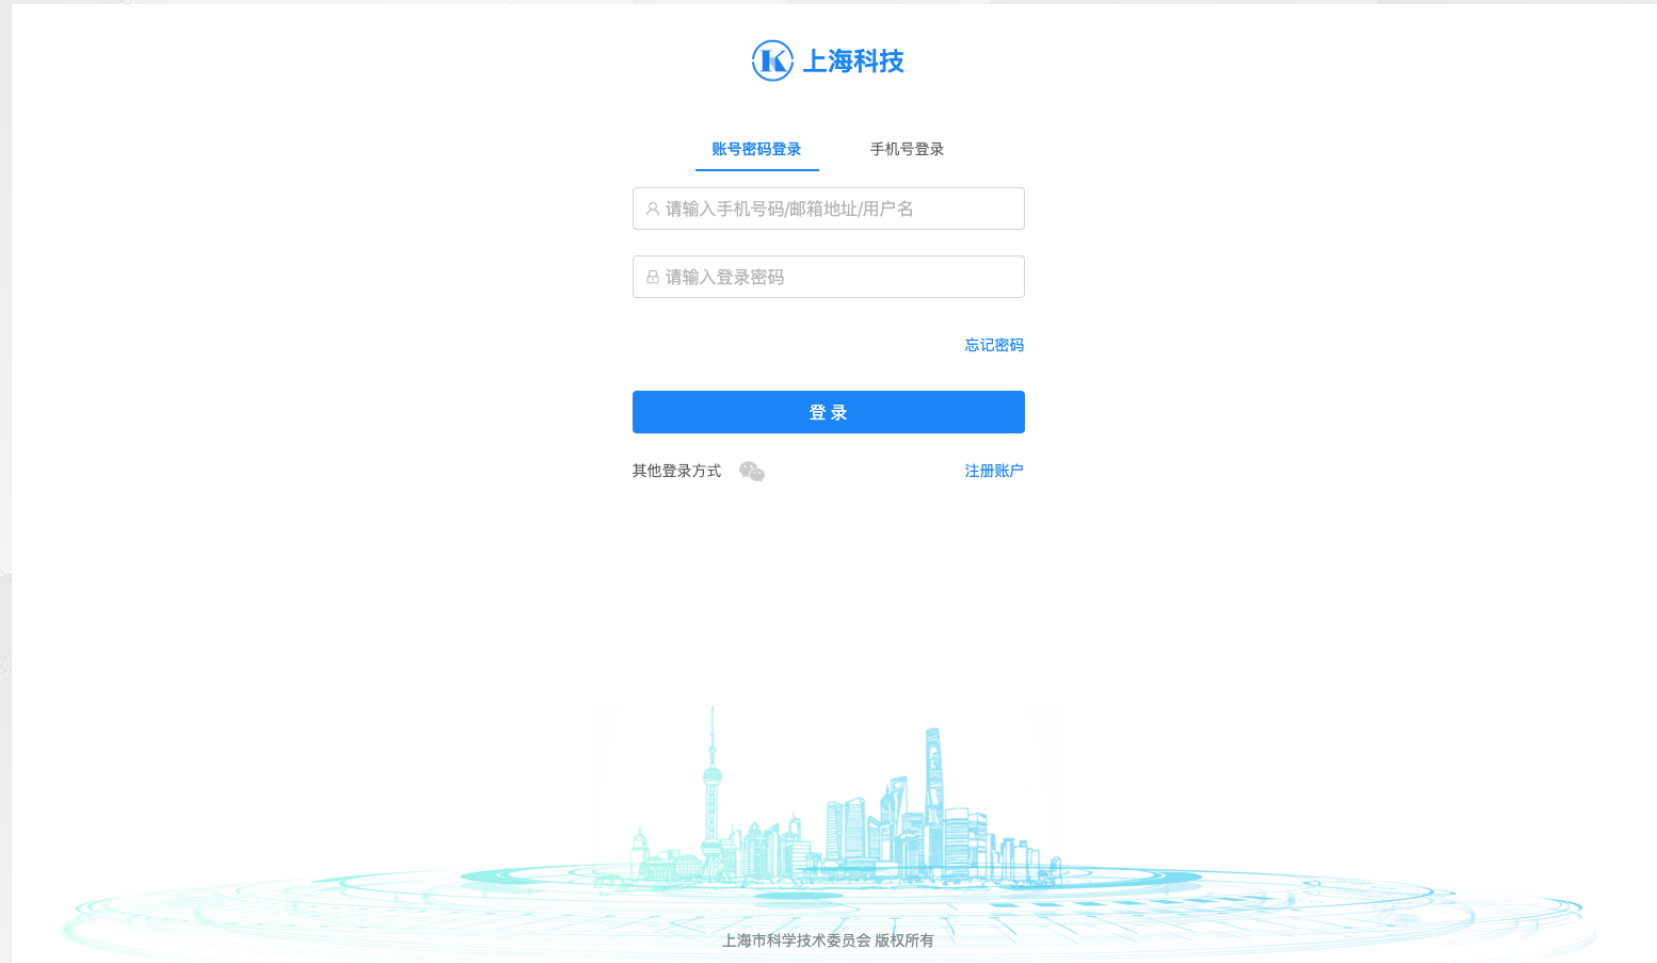 上海科技
账号密码登录 手机号登录
请输入手机号码/邮箱地址/用户名
请输入登录密码
忘记密码
登 录
其他登录方式 注册账户
上海市科学技术委员会 版权所有